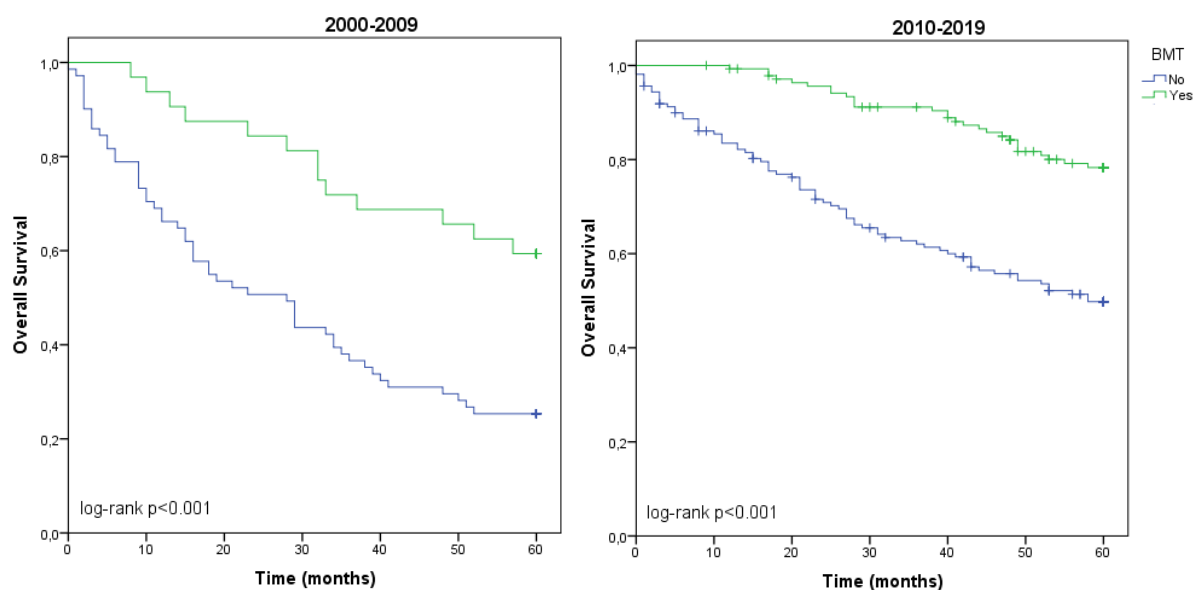 2000-2009
Overall Survival
1,0
0,8
0,6
0,4
0,2
0,0
log-rank p<0.001
0 10 20 30 40 50 60
Time (months)
2010-2019
Overall Survival
1,0
0,8
0,6
0,4
0,2
0,0
log-rank p<0.001
0 10 20 30 40 50 60
Time (months)
BMT
No
Yes